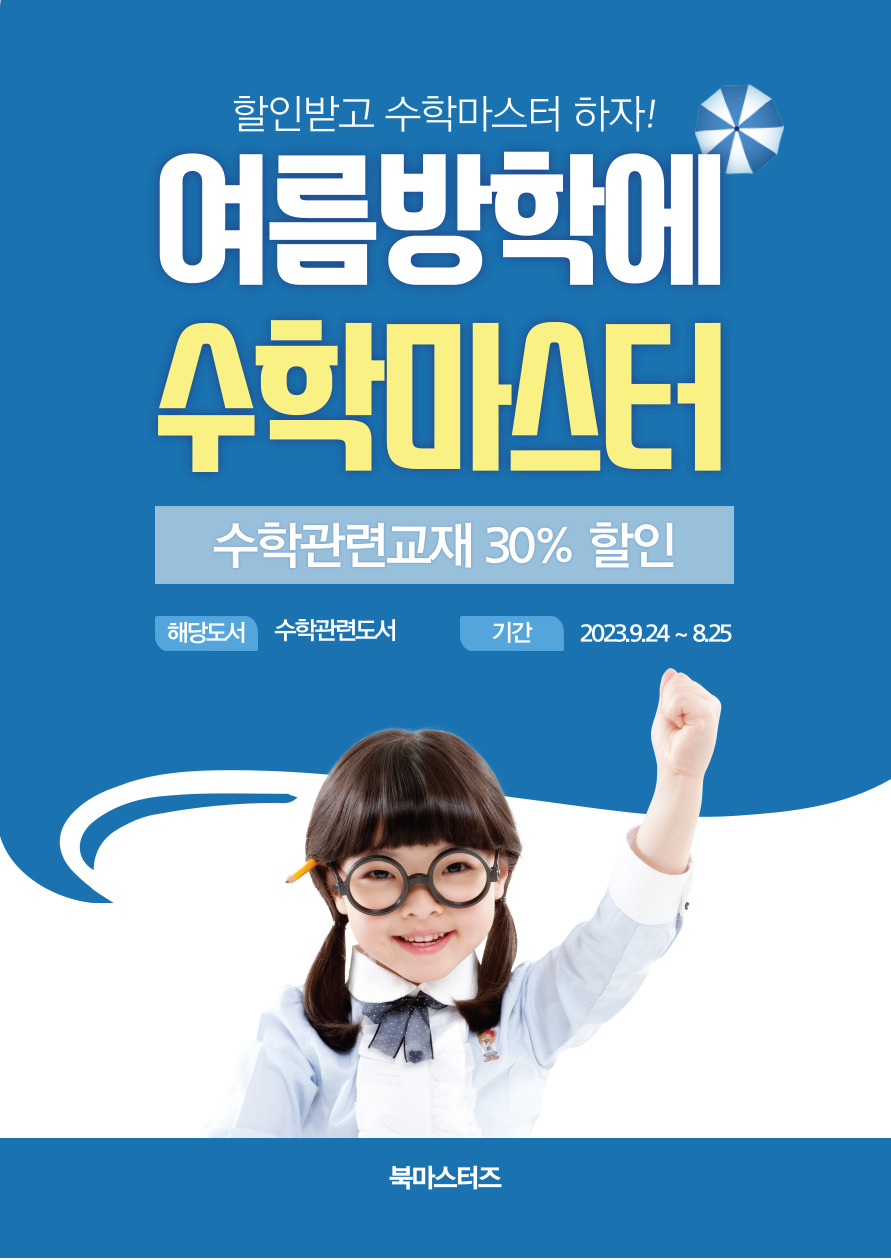 할인받고 수학마스터 하자!
여름방학에
수학마스터
수학관련교재 30% 할인
해당도서 수학관련도서 기간 2023.9.24 ~ 8.25
북마스터즈